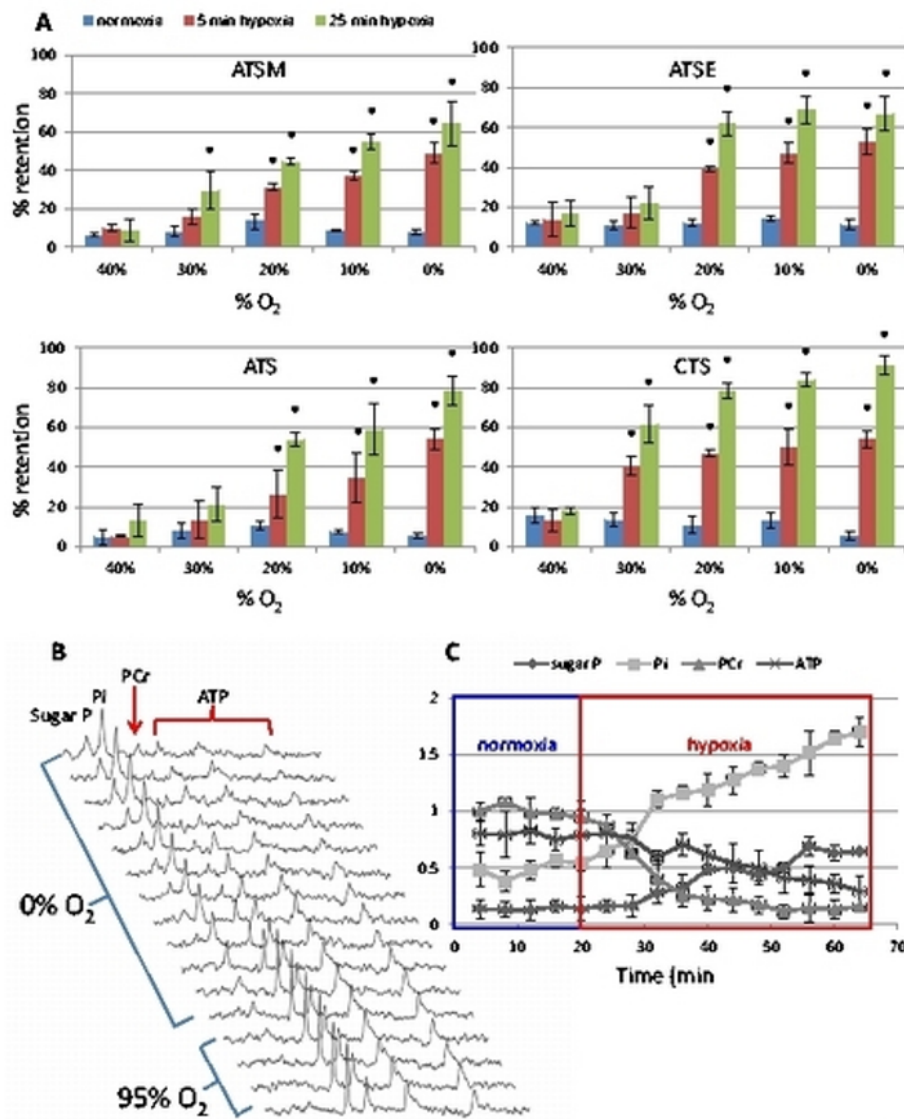 A
normoxia 5 min hypoxia 25 min hypoxia
ATSM
100
80
60
40
20
0
% retention
40% 30% 20% 10% 0%
% O2
ATSE
100
80
60
40
20
0
% retention
40% 30% 20% 10% 0%
% O2
ATS
100
80
60
40
20
0
% retention
40% 30% 20% 10% 0%
% O2
CTS
100
80
60
40
20
0
% retention
40% 30% 20% 10% 0%
% O2
B
Sugar P Pi PCr ATP
0% O2
95% O2
C
sugar P Pi PCr ATP
normoxia hypoxia
2
1.5
1
0.5
0
0 10 20 30 40 50 60 70
Time (min